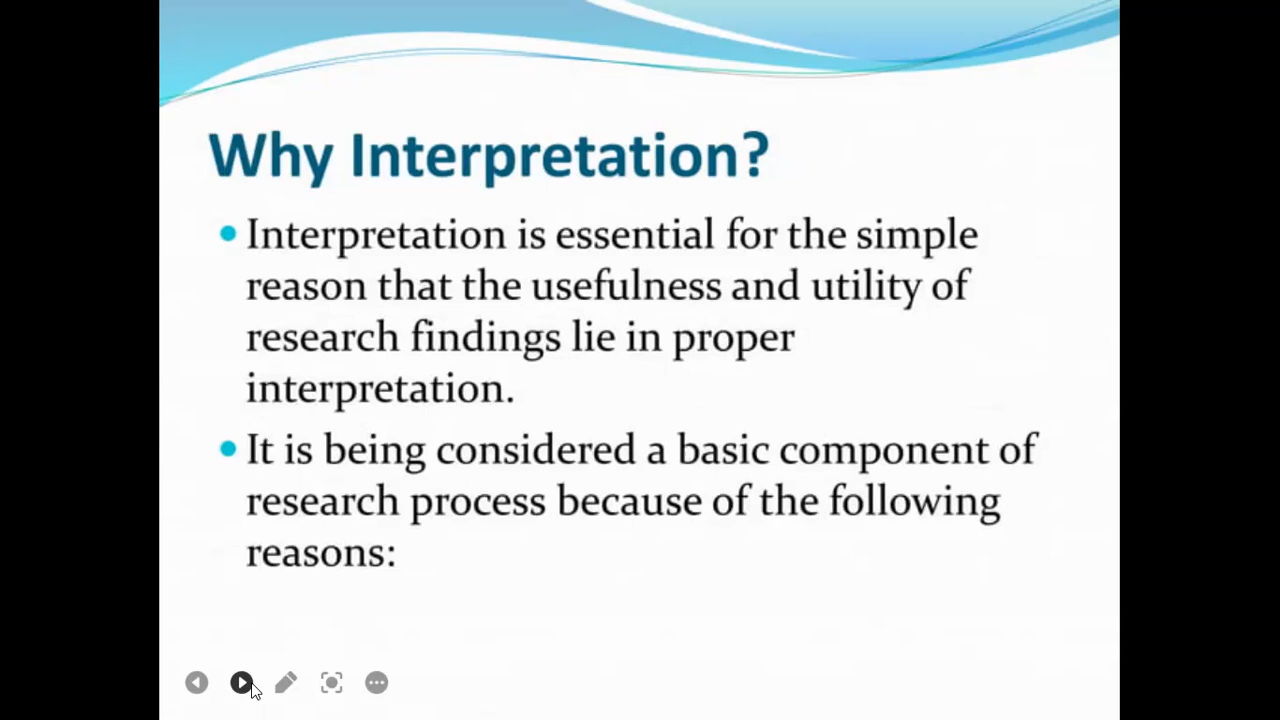 Why Interpretation?
Interpretation is essential for the simple
reason that the usefulness and utility of
research findings lie in proper
interpretation.
It is being considered a basic component of
research process because of the following
reasons: